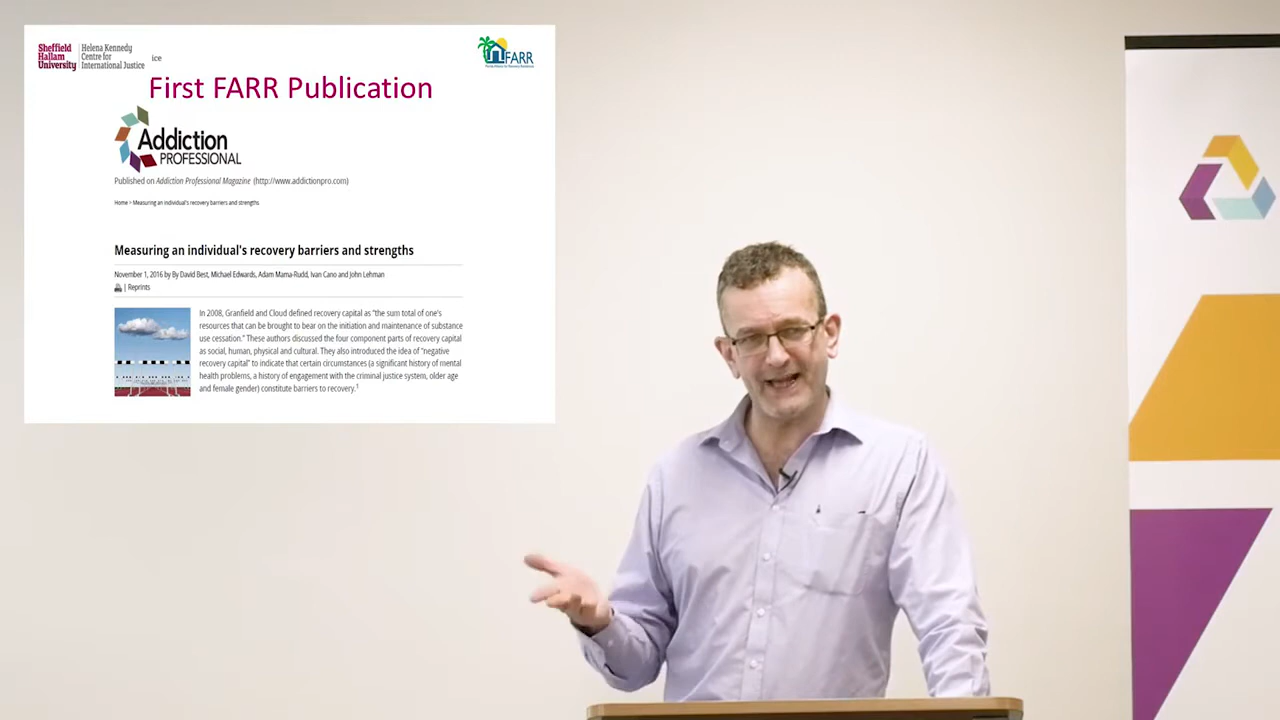 Sheffield
Hallam
University
Helena Kennedy
Centre for
International Justice
ice
FARR
First FARR Publication
Addiction
PROFESSIONAL
Published on Addiction Professional Magazine (http://www.addictionpro.com)
Home > Measuring an individual's recovery barriers and strengths
Measuring an individual's recovery barriers and strengths
November 1, 2016 by By David Best, Michael Edwards, Adam Mama-Rudd, Ivan Cano and John Lehman
| Reprints
In 2008, Granfield and Cloud defined recovery capital as "the sum total of one's
resources that can be brought to bear on the initiation and maintenance of substance
use cessation." These authors discussed the four component parts of recovery capital
as social, human, physical and cultural. They also introduced the idea of "negative
recovery capital" to indicate that certain circumstances (a significant history of mental
health problems, a history of engagement with the criminal justice system, older age
and female gender) constitute barriers to recovery.1